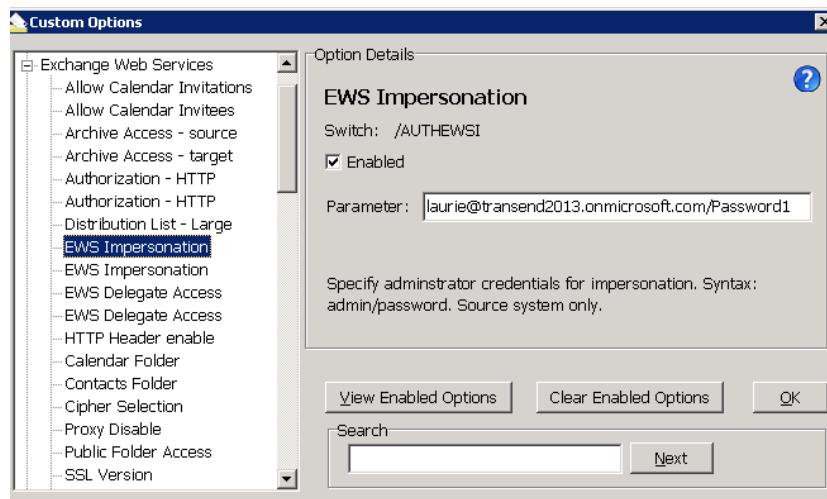 Custom Options
Exchange Web Services
Allow Calendar Invitations
Allow Calendar Invitees
Archive Access - source
Archive Access - target
Authorization - HTTP
Authorization - HTTP
Distribution List - Large
EWS Impersonation
EWS Impersonation
EWS Delegate Access
EWS Delegate Access
HTTP Header enable
Calendar Folder
Contacts Folder
Cipher Selection
Proxy Disable
Public Folder Access
SSL Version
Option Details
EWS Impersonation
Switch: /AUTHEWSI
Enabled
Parameter: laurie@transend2013.onmicrosoft.com/Password1
Specify adminstrator credentials for impersonation. Syntax:
admin/password. Source system only.
View Enabled Options Clear Enabled Options OK
Search
Next